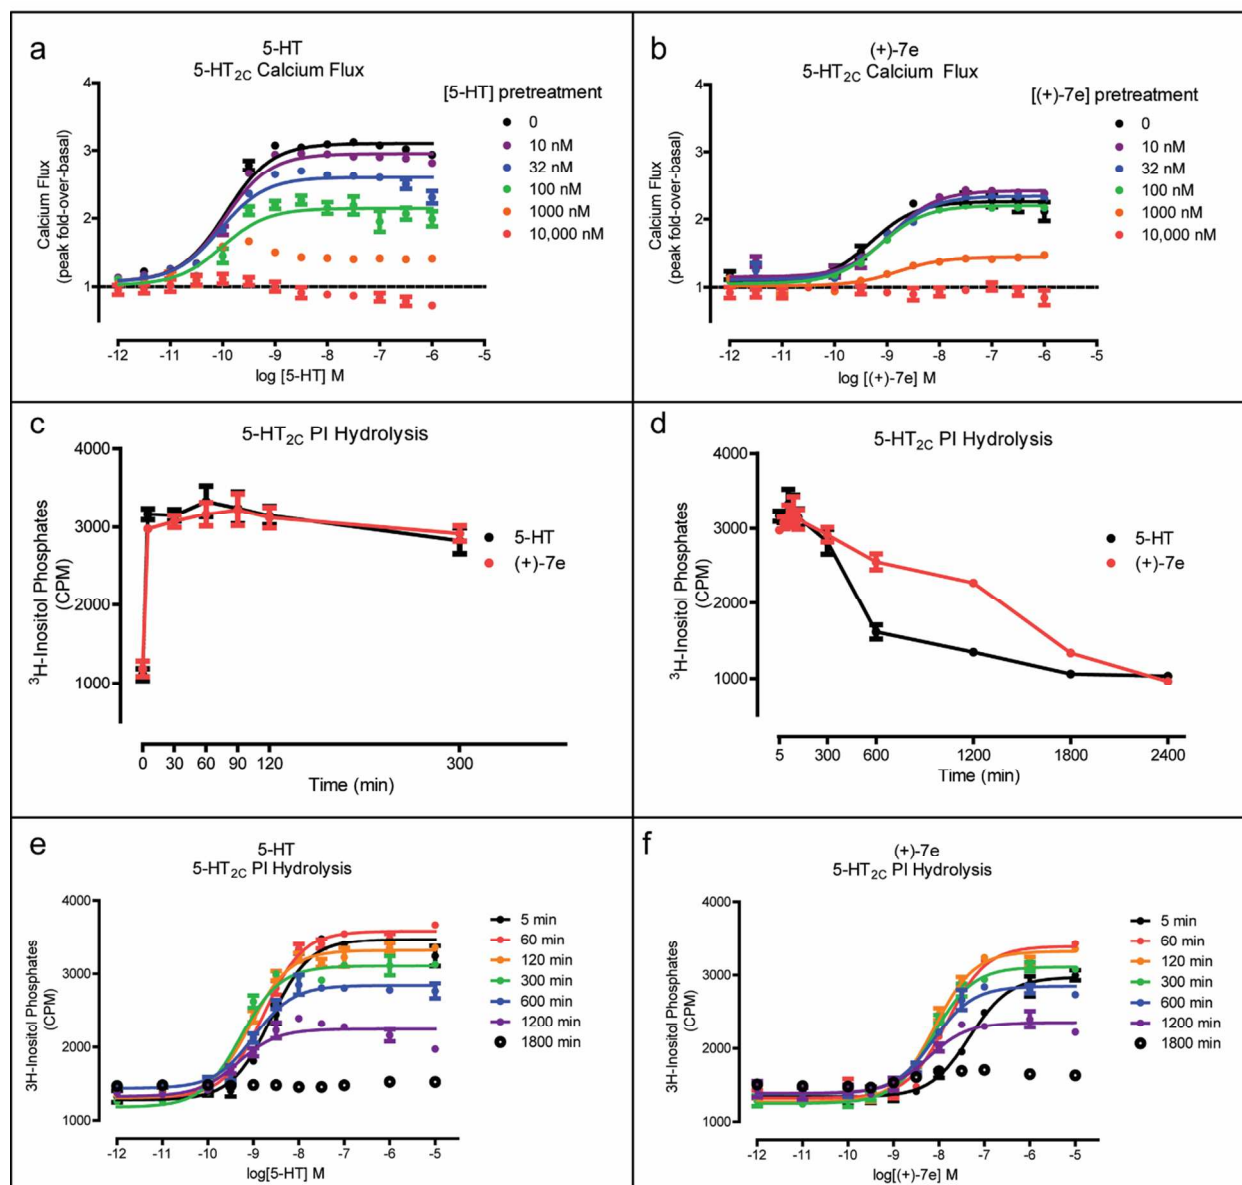 a
5-HT
5-HT2C Calcium Flux
4
3
2
1
Calcium Flux
(peak fold-over-basal)
[5-HT] pretreatment
0
10 nM
32 nM
100 nM
1000 nM
10,000 nM
-12 -11 -10 -9 -8 -7 -6 -5
log [5-HT] M
b
(+)-7e
5-HT2C Calcium Flux
4
3
2
1
Calcium Flux
(peak fold-over-basal)
[(+)-7e] pretreatment
0
10 nM
32 nM
100 nM
1000 nM
10,000 nM
-12 -11 -10 -9 -8 -7 -6 -5
log [(+)-7e] M
c
5-HT2C PI Hydrolysis
4000
3000
2000
1000
3H-Inositol Phosphates
(CPM)
5-HT
(+)-7e
0 30 60 90 120 300
Time (min)
d
5-HT2C PI Hydrolysis
4000
3000
2000
1000
3H-Inositol Phosphates
(CPM)
5-HT
(+)-7e
5 300 600 1200 1800 2400
Time (min)
e
5-HT
5-HT2C PI Hydrolysis
4000
3000
2000
1000
3H-Inositol Phosphates
(CPM)
5 min
60 min
120 min
300 min
600 min
1200 min
1800 min
-12 -11 -10 -9 -8 -7 -6 -5
log[5-HT] M
f
(+)-7e
5-HT2C PI Hydrolysis
4000
3000
2000
1000
3H-Inositol Phosphates
(CPM)
5 min
60 min
120 min
300 min
600 min
1200 min
1800 min
-12 -11 -10 -9 -8 -7 -6 -5
log[(+)-7e] M